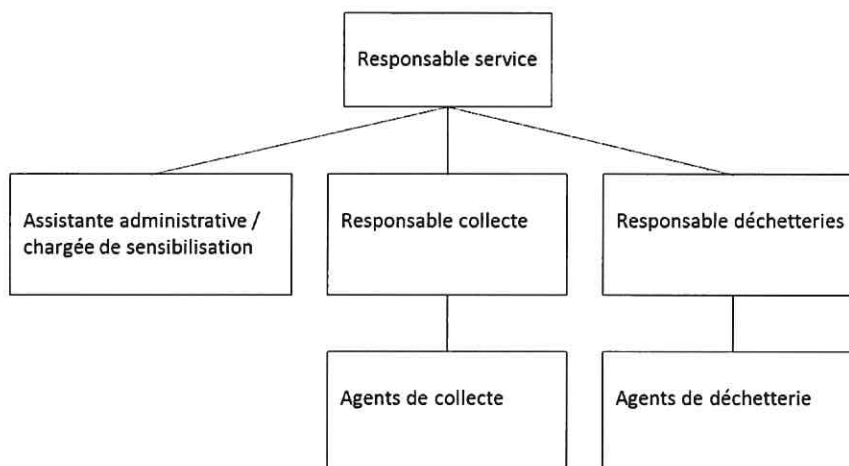 Responsable service
Assistante administrative /
chargée de sensibilisation
Responsable collecte
Responsable déchetteries
Agents de collecte
Agents de déchetterie